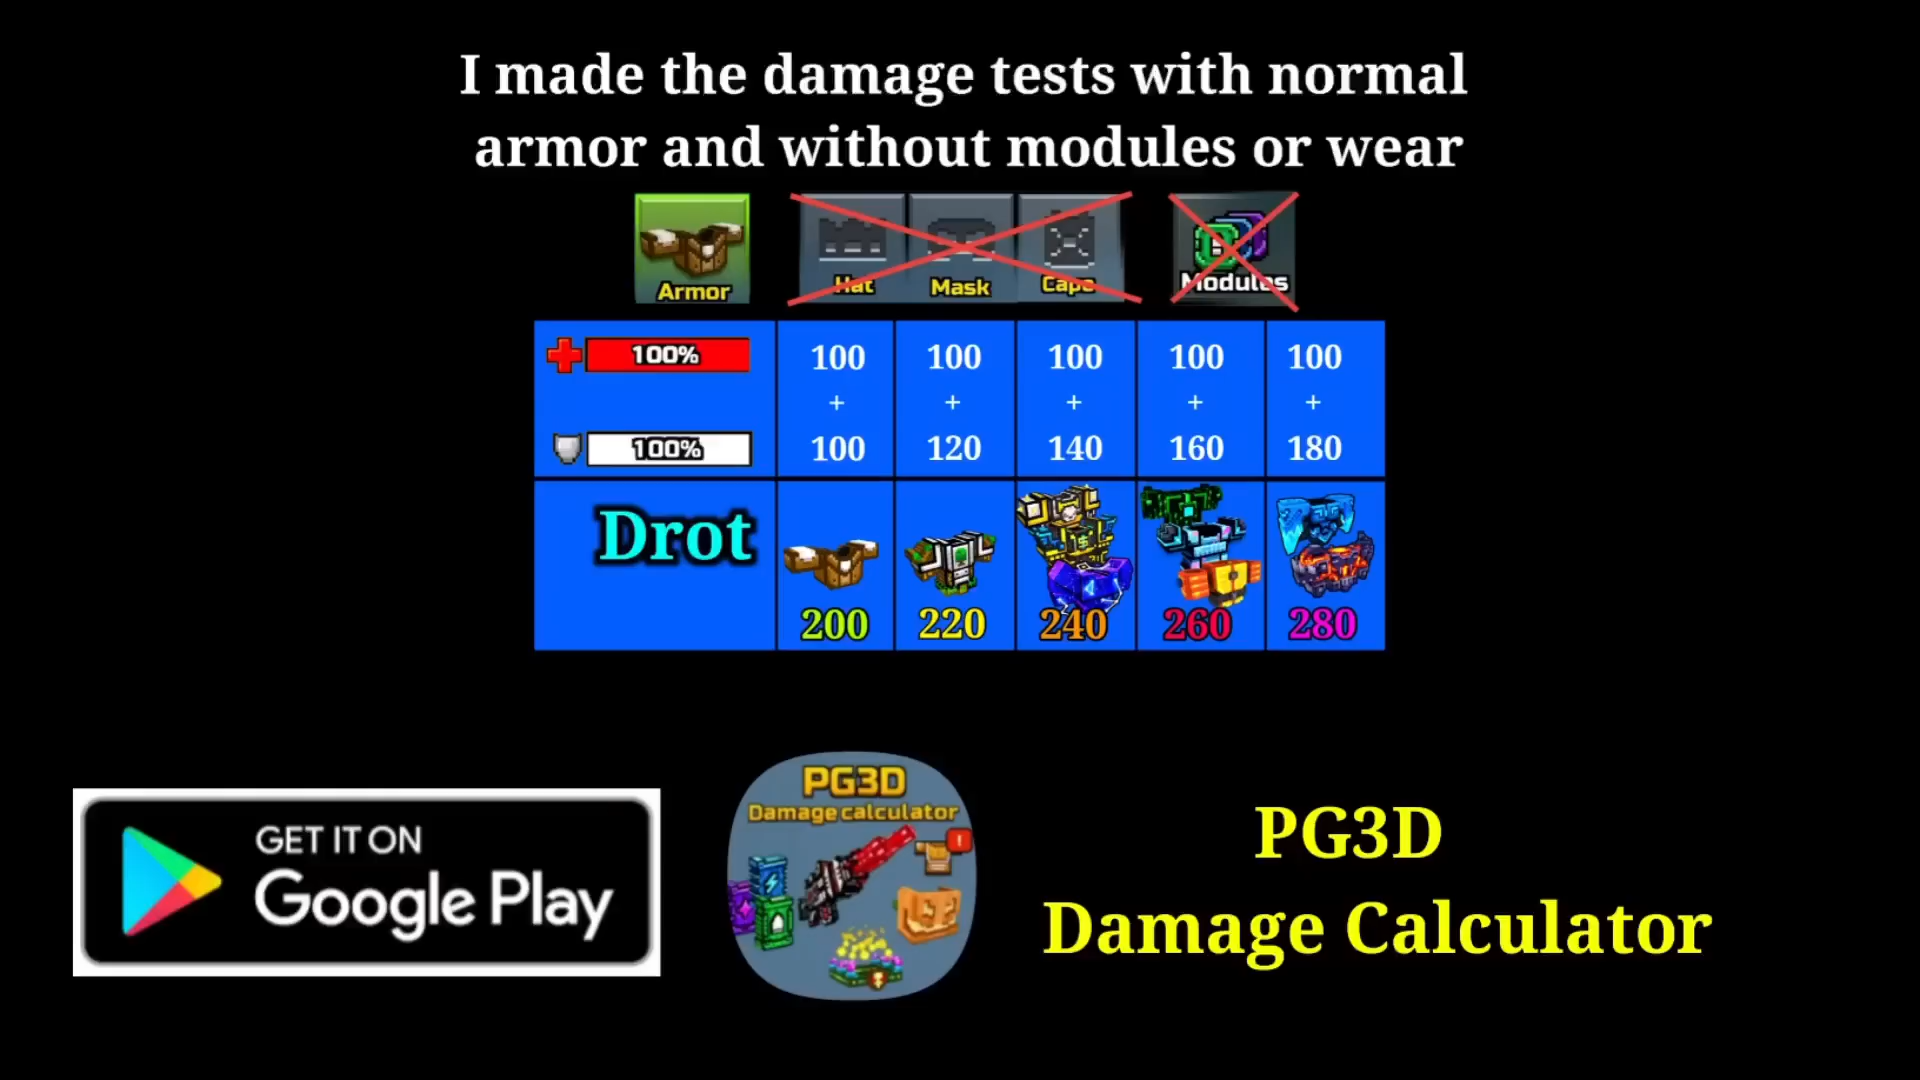 I made the damage tests with normal
armor and without modules or wear
Armor
Hat
Mask
Cape
Modules
100%
100 100 100 100 100
+ + + + +
100%
100 120 140 160 180
Drot
200 220 240 260 280
PG3D
Damage calculator
!
GET IT ON
Google Play
PG3D
Damage Calculator